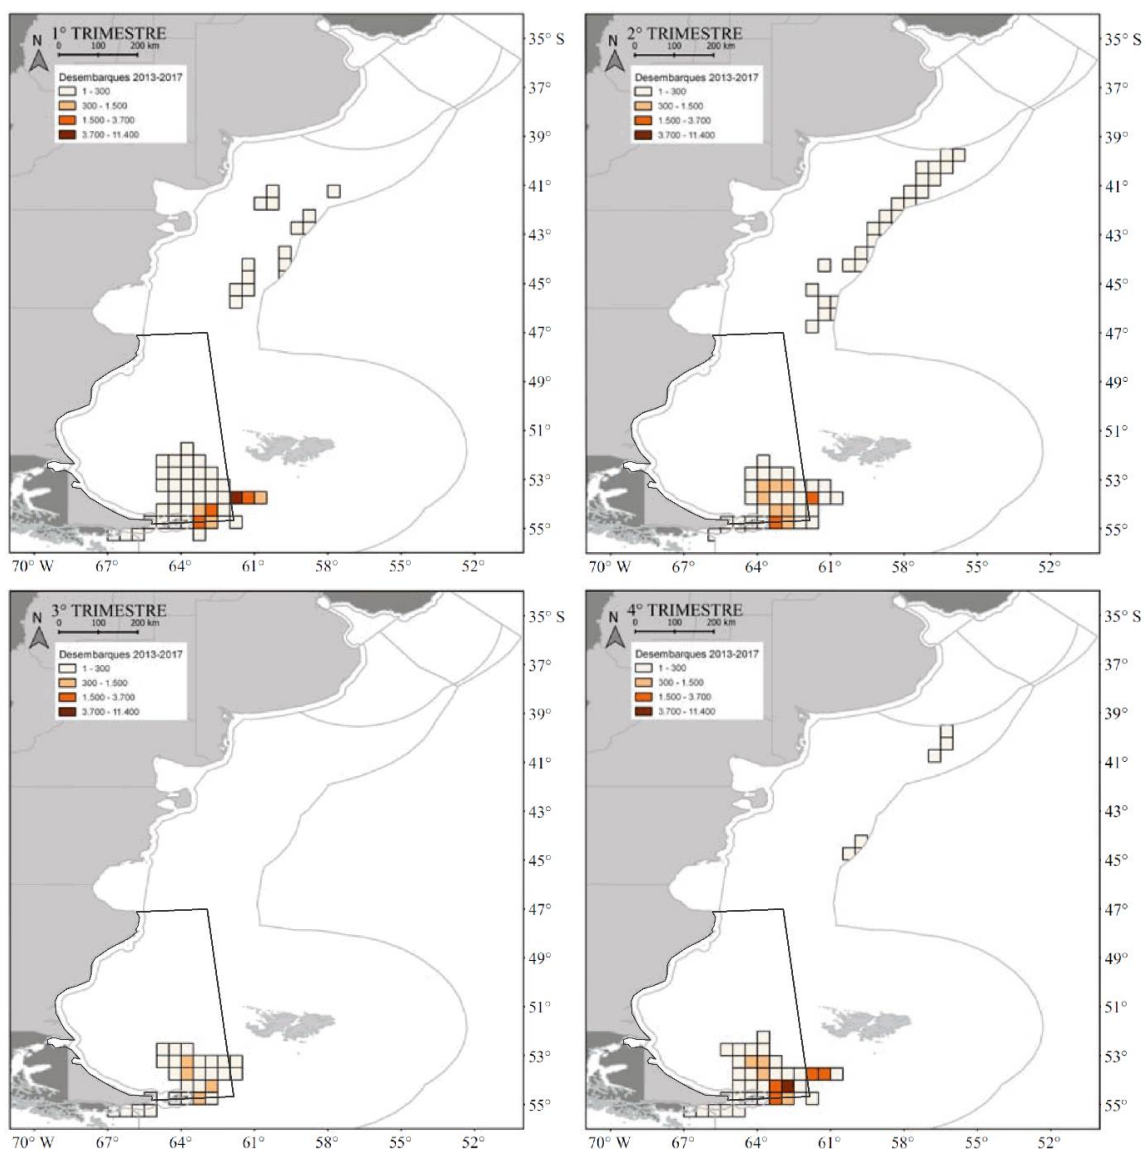 1° TRIMESTRE
N
0 100 200 km
Desembarques 2013-2017
1 - 300
300 - 1.500
1.500 - 3.700
3.700 - 11.400
2° TRIMESTRE
N
0 100 200 km
Desembarques 2013-2017
1 - 300
300 - 1.500
1.500 - 3.700
3.700 - 11.400
35° S
37°
39°
41°
43°
45°
47°
49°
51°
53°
55°
35° S
37°
39°
41°
43°
45°
47°
49°
51°
53°
55°
70° W 67° 64° 61° 58° 55° 52°
70° W 67° 64° 61° 58° 55° 52°
3° TRIMESTRE
N
0 100 200 km
Desembarques 2013-2017
1 - 300
300 - 1.500
1.500 - 3.700
3.700 - 11.400
4° TRIMESTRE
N
0 100 200 km
Desembarques 2013-2017
1 - 300
300 - 1.500
1.500 - 3.700
3.700 - 11.400
35° S
37°
39°
41°
43°
45°
47°
49°
51°
53°
55°
35° S
37°
39°
41°
43°
45°
47°
49°
51°
53°
55°
70° W 67° 64° 61° 58° 55° 52°
70° W 67° 64° 61° 58° 55° 52°